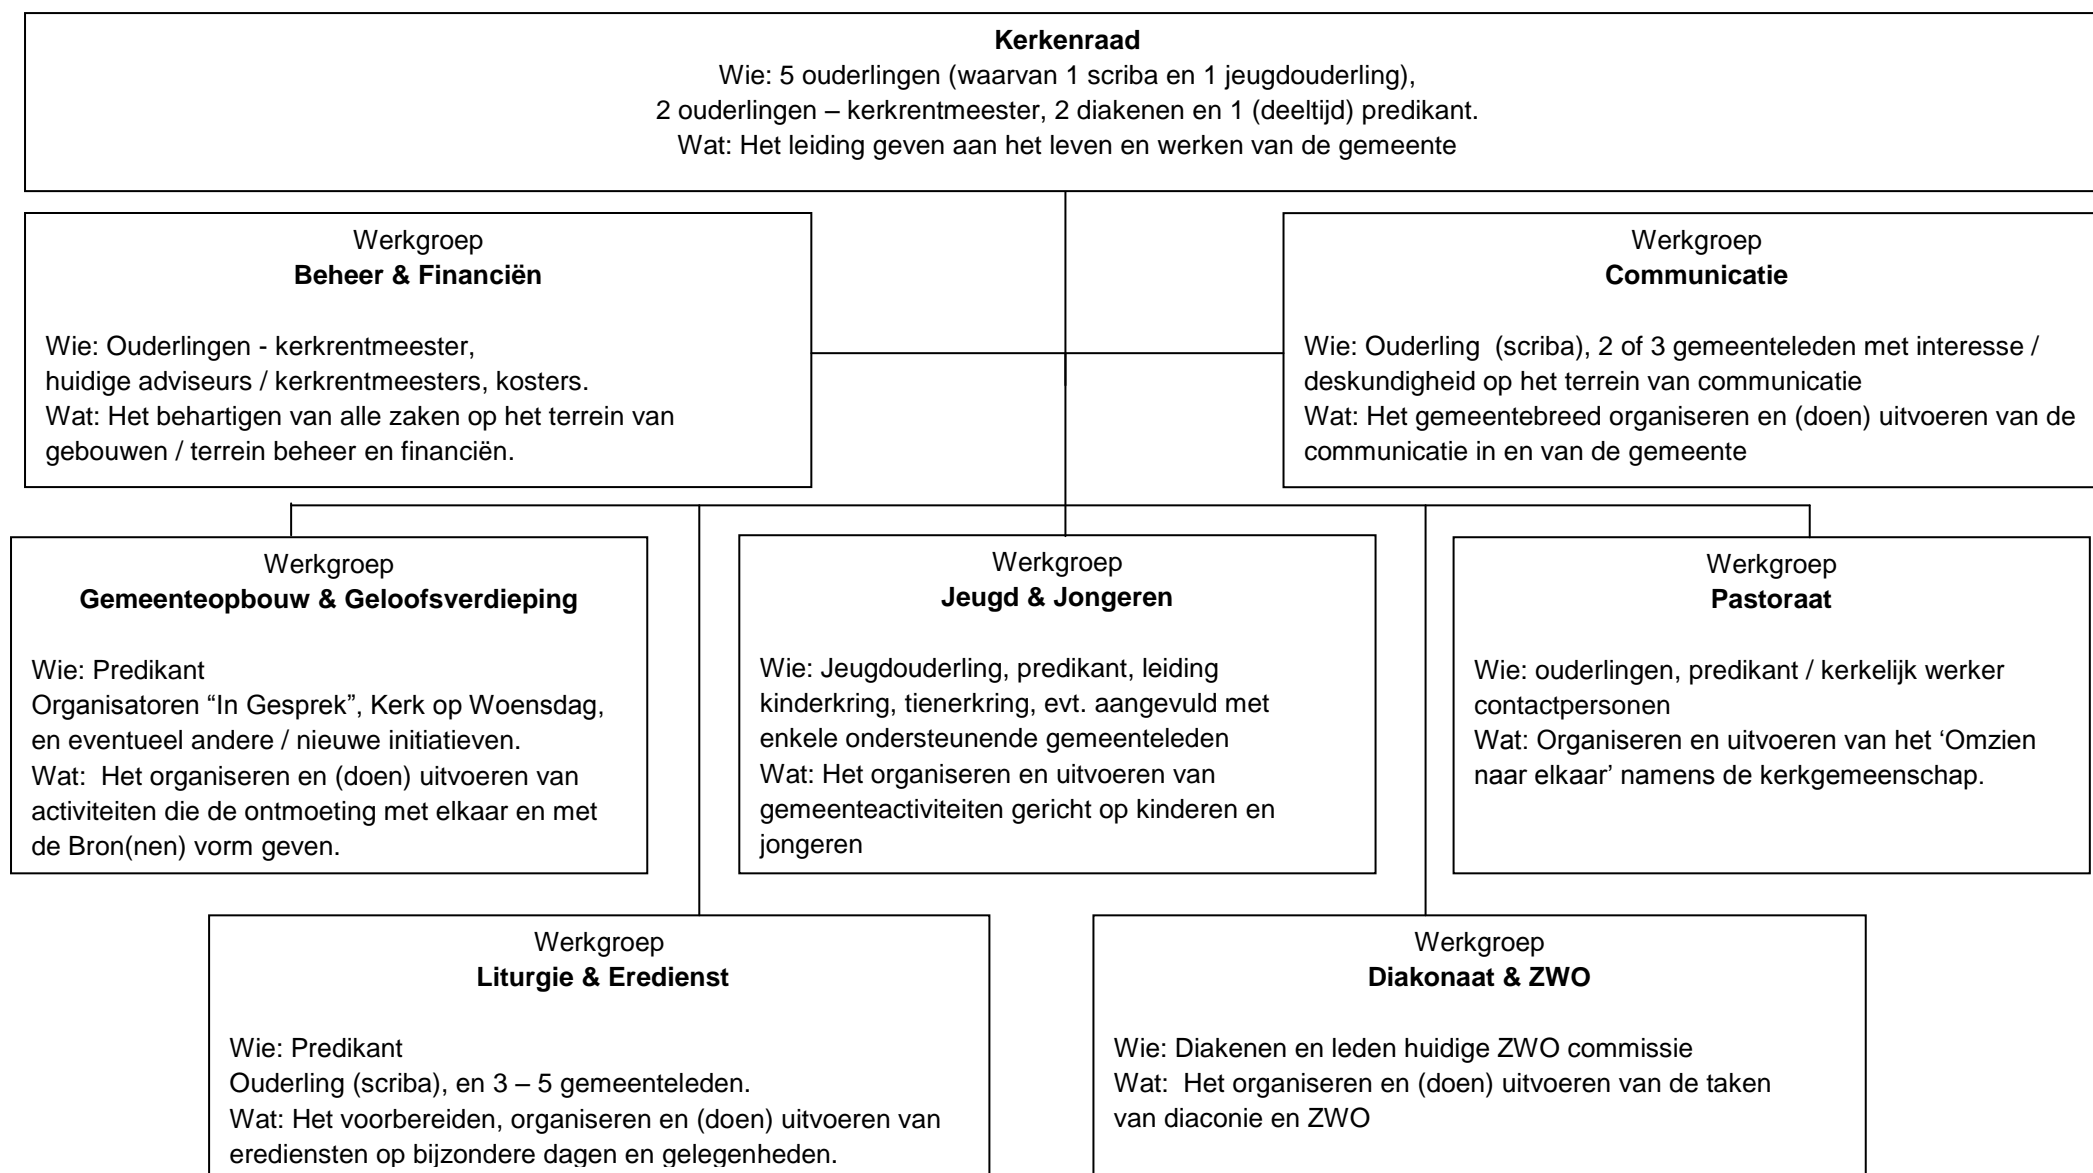 Kerkenraad
Wie: 5 ouderlingen (waarvan 1 scriba en 1 jeugdouderling),
2 ouderlingen – kerkrentmeester, 2 diakenen en 1 (deeltijd) predikant.
Wat: Het leiding geven aan het leven en werken van de gemeente
Werkgroep
Beheer & Financiën
Wie: Ouderlingen - kerkrentmeester,
huidige adviseurs / kerkrentmeesters, kosters.
Wat: Het behartigen van alle zaken op het terrein van
gebouwen / terrein beheer en financiën.
Werkgroep
Communicatie
Wie: Ouderling  (scriba), 2 of 3 gemeenteleden met interesse /
deskundigheid op het terrein van communicatie
Wat: Het gemeentebreed organiseren en (doen) uitvoeren van de
communicatie in en van de gemeente
Werkgroep
Gemeenteopbouw & Geloofsverdieping
Wie: Predikant
Organisatoren “In Gesprek”, Kerk op Woensdag,
en eventueel andere / nieuwe initiatieven.
Wat:  Het organiseren en (doen) uitvoeren van
activiteiten die de ontmoeting met elkaar en met
de Bron(nen) vorm geven.
Werkgroep
Jeugd & Jongeren
Wie: Jeugdouderling, predikant, leiding
kinderkring, tienerkring, evt. aangevuld met
enkele ondersteunende gemeenteleden
Wat: Het organiseren en uitvoeren van
gemeenteactiviteiten gericht op kinderen en
jongeren
Werkgroep
Pastoraat
Wie: ouderlingen, predikant / kerkelijk werker
contactpersonen
Wat: Organiseren en uitvoeren van het ‘Omzien
naar elkaar’ namens de kerkgemeenschap.
Werkgroep
Liturgie & Eredienst
Wie: Predikant
Ouderling (scriba), en 3 – 5 gemeenteleden.
Wat: Het voorbereiden, organiseren en (doen) uitvoeren van
erediensten op bijzondere dagen en gelegenheden.
Werkgroep
Diakonaat & ZWO
Wie: Diakenen en leden huidige ZWO commissie
Wat:  Het organiseren en (doen) uitvoeren van de taken
van diaconie en ZWO